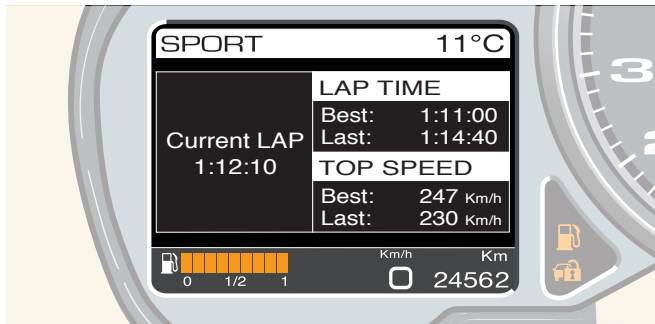 SPORT 11°C
LAP TIME
Best: 1:11:00
Last: 1:14:40
Current LAP
1:12:10
TOP SPEED
Best: 247 Km/h
Last: 230 Km/h
Km/h Km
0 1/2 1
0 24562
3